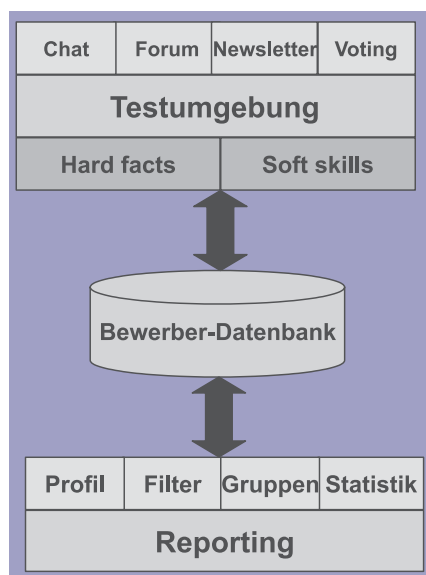 Chat Forum Newsletter Voting
Testumgebung
Hard facts Soft skills
Bewerber-Datenbank
Profil Filter Gruppen Statistik
Reporting